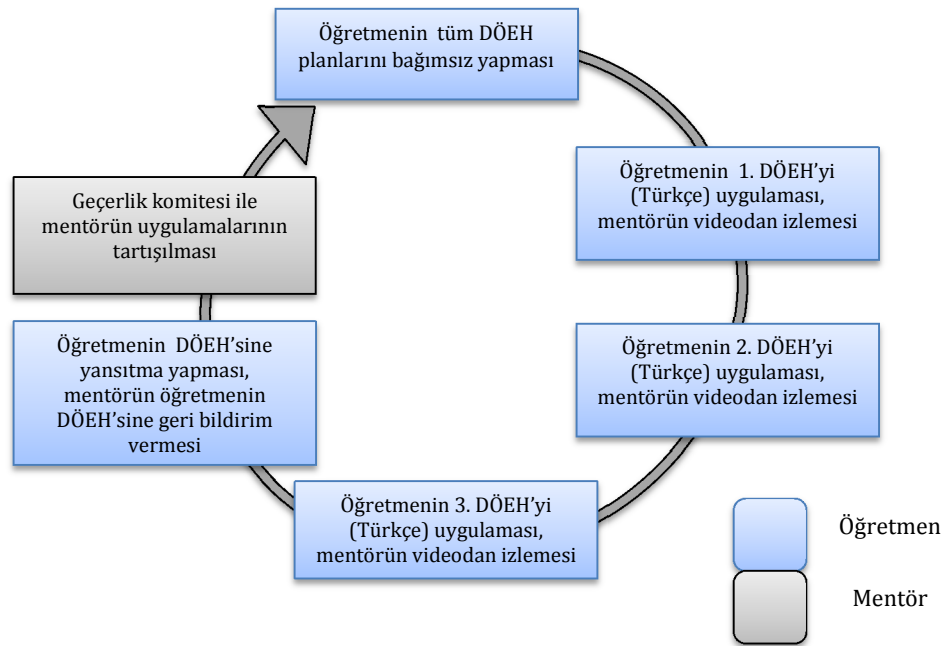 Öğretmenin tüm DÖEH
planlarını bağımsız yapması
Öğretmenin 1. DÖEH’yi
(Türkçe) uygulaması,
mentörün videodan izlemesi
Öğretmenin 2. DÖEH’yi
(Türkçe) uygulaması,
mentörün videodan izlemesi
Öğretmenin 3. DÖEH’yi
(Türkçe) uygulaması,
mentörün videodan izlemesi
Öğretmenin DÖEH’sine
yansıtma yapması,
mentörün öğretmenin
DÖEH’sine geri bildirim
vermesi
Geçerlik komitesi ile
mentörün uygulamalarının
tartışılması
Öğretmen
Mentör